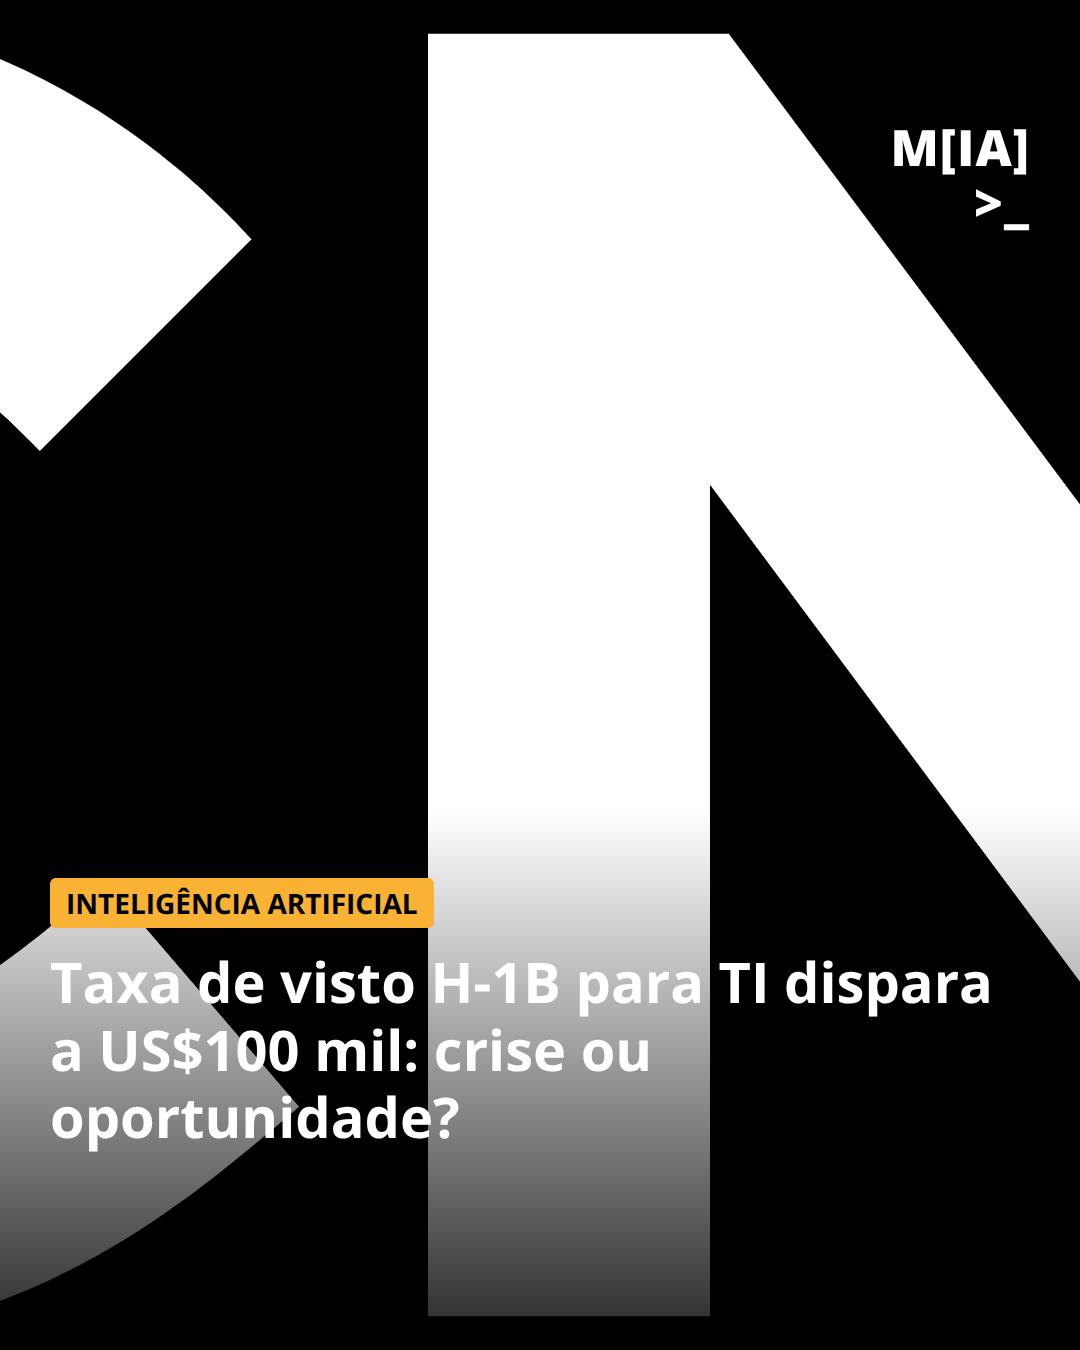 M[IA]
>_
INTELIGÊNCIA ARTIFICIAL
Taxa de visto H-1B para TI dispara
a US$100 mil: crise ou
oportunidade?